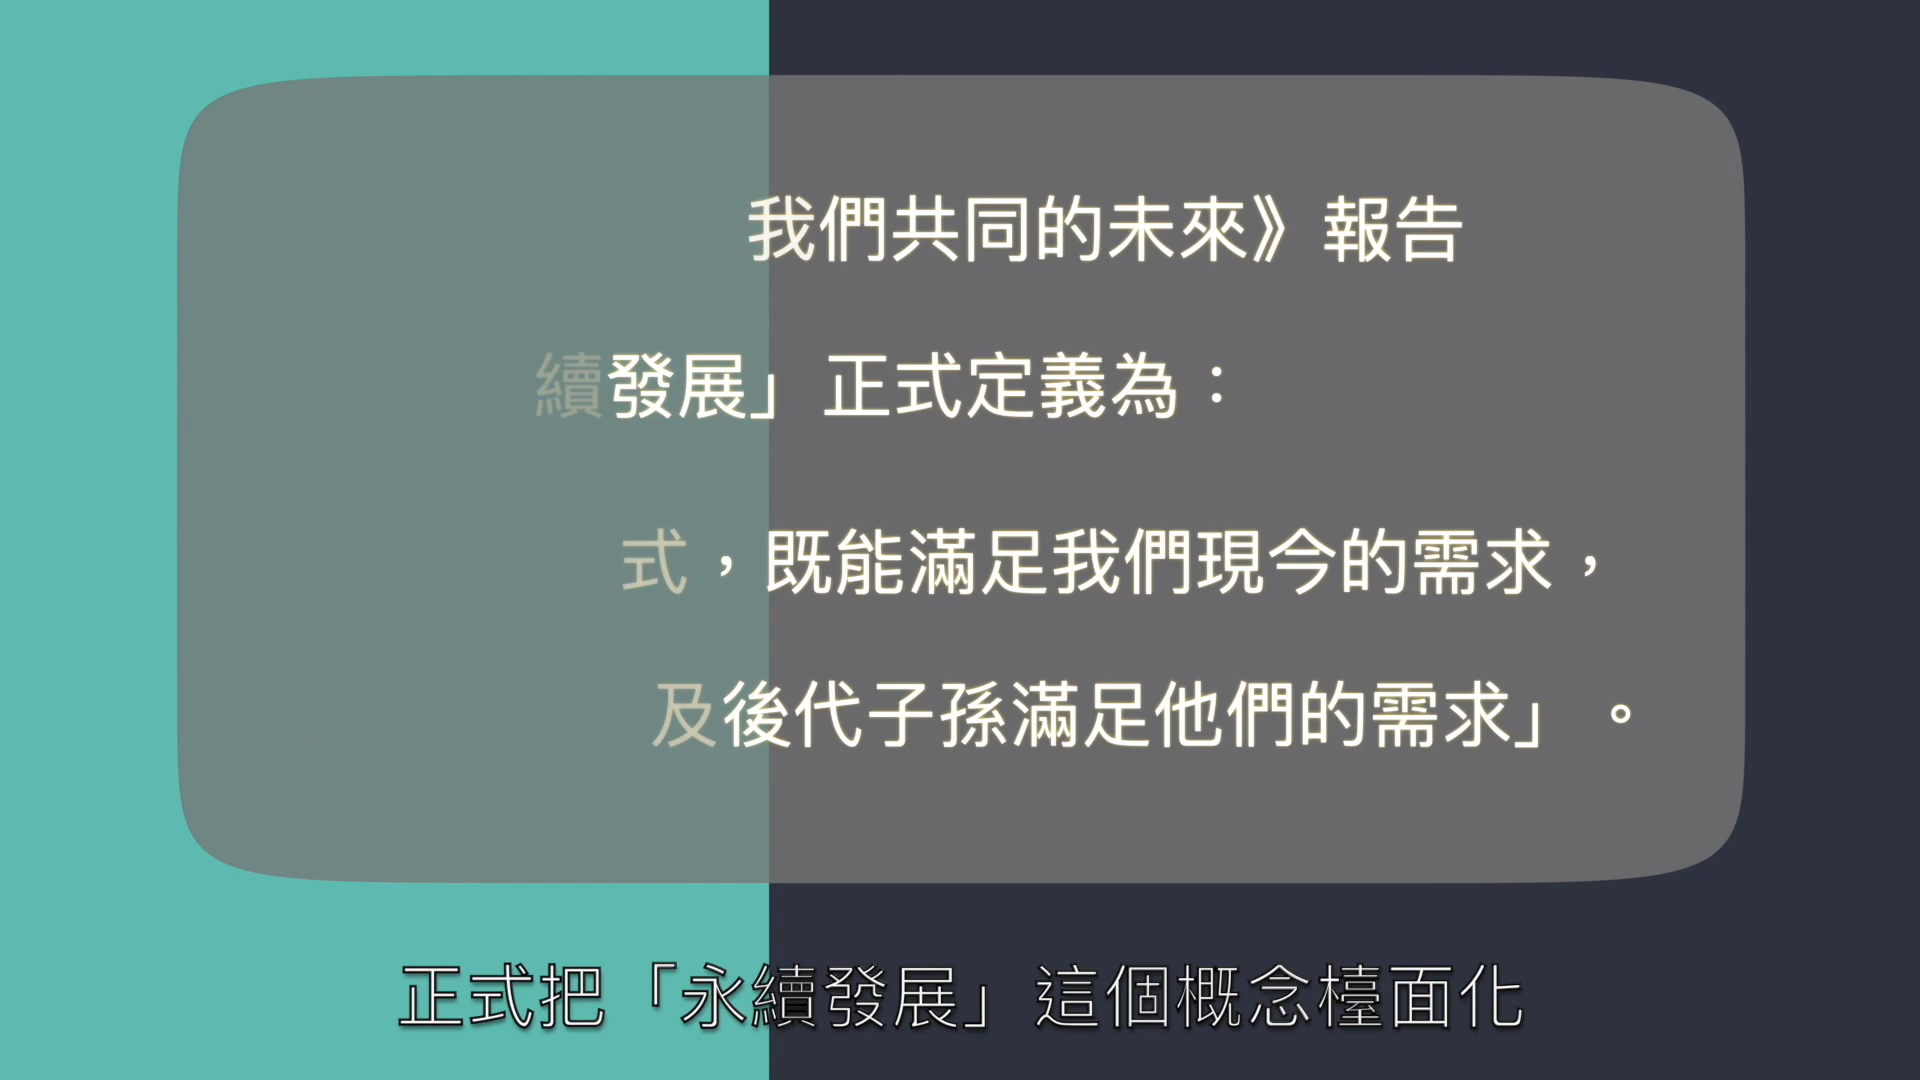 我們共同的未來》報告
續發展」正式定義為：
式，既能滿足我們現今的需求，
及後代子孫滿足他們的需求」。
正式把「永續發展」這個概念檯面化